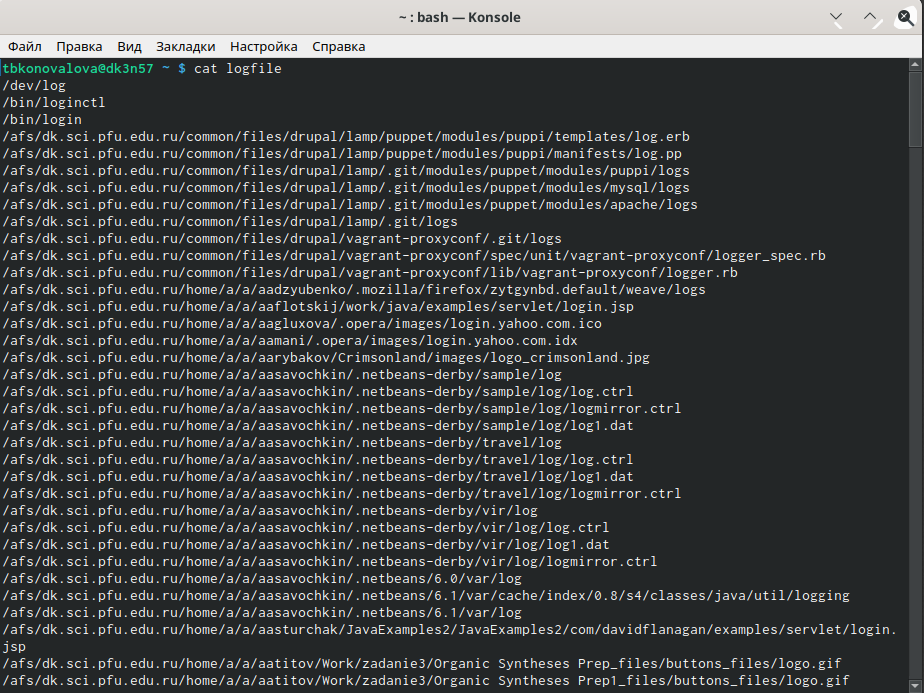 ~ : bash — Konsole
Файл Правка Вид Закладки Настройка Справка
tbkonovalova@dk3n57 ~ $ cat logfile
/dev/log
/bin/loginctl
/bin/login
/afs/dk.sci.pfu.edu.ru/common/files/drupal/lamp/puppet/modules/puppi/templates/log.erb
/afs/dk.sci.pfu.edu.ru/common/files/drupal/lamp/puppet/modules/puppi/manifests/log.pp
/afs/dk.sci.pfu.edu.ru/common/files/drupal/lamp/.git/modules/puppet/modules/puppi/logs
/afs/dk.sci.pfu.edu.ru/common/files/drupal/lamp/.git/modules/puppet/modules/mysql/logs
/afs/dk.sci.pfu.edu.ru/common/files/drupal/lamp/.git/modules/puppet/modules/apache/logs
/afs/dk.sci.pfu.edu.ru/common/files/drupal/lamp/.git/logs
/afs/dk.sci.pfu.edu.ru/common/files/drupal/vagrant-proxyconf/.git/logs
/afs/dk.sci.pfu.edu.ru/common/files/drupal/vagrant-proxyconf/spec/unit/vagrant-proxyconf/logger_spec.rb
/afs/dk.sci.pfu.edu.ru/common/files/drupal/vagrant-proxyconf/lib/vagrant-proxyconf/logger.rb
/afs/dk.sci.pfu.edu.ru/home/a/a/aadzyubenko/.mozilla/firefox/zytgynbd.default/weave/logs
/afs/dk.sci.pfu.edu.ru/home/a/a/aaflotskij/work/java/examples/servlet/login.jsp
/afs/dk.sci.pfu.edu.ru/home/a/a/aagluxova/.opera/images/login.yahoo.com.ico
/afs/dk.sci.pfu.edu.ru/home/a/a/aamani/.opera/images/login.yahoo.com.idx
/afs/dk.sci.pfu.edu.ru/home/a/a/aarybakov/Crimsonland/images/logo_crimsonland.jpg
/afs/dk.sci.pfu.edu.ru/home/a/a/aasavochkin/.netbeans-derby/sample/log
/afs/dk.sci.pfu.edu.ru/home/a/a/aasavochkin/.netbeans-derby/sample/log/log.ctrl
/afs/dk.sci.pfu.edu.ru/home/a/a/aasavochkin/.netbeans-derby/sample/log/logmirror.ctrl
/afs/dk.sci.pfu.edu.ru/home/a/a/aasavochkin/.netbeans-derby/sample/log/log1.dat
/afs/dk.sci.pfu.edu.ru/home/a/a/aasavochkin/.netbeans-derby/travel/log
/afs/dk.sci.pfu.edu.ru/home/a/a/aasavochkin/.netbeans-derby/travel/log/log.ctrl
/afs/dk.sci.pfu.edu.ru/home/a/a/aasavochkin/.netbeans-derby/travel/log/log1.dat
/afs/dk.sci.pfu.edu.ru/home/a/a/aasavochkin/.netbeans-derby/travel/log/logmirror.ctrl
/afs/dk.sci.pfu.edu.ru/home/a/a/aasavochkin/.netbeans-derby/vir/log
/afs/dk.sci.pfu.edu.ru/home/a/a/aasavochkin/.netbeans-derby/vir/log/log.ctrl
/afs/dk.sci.pfu.edu.ru/home/a/a/aasavochkin/.netbeans-derby/vir/log/log1.dat
/afs/dk.sci.pfu.edu.ru/home/a/a/aasavochkin/.netbeans-derby/vir/log/logmirror.ctrl
/afs/dk.sci.pfu.edu.ru/home/a/a/aasavochkin/.netbeans/6.0/var/log
/afs/dk.sci.pfu.edu.ru/home/a/a/aasavochkin/.netbeans/6.1/var/cache/index/0.8/s4/classes/java/util/logging
/afs/dk.sci.pfu.edu.ru/home/a/a/aasavochkin/.netbeans/6.1/var/log
/afs/dk.sci.pfu.edu.ru/home/a/a/aasturchak/JavaExamples2/JavaExamples2/com/davidflanagan/examples/servlet/login.
jsp
/afs/dk.sci.pfu.edu.ru/home/a/a/aatitov/Work/zadanie3/Organic Syntheses Prep_files/buttons_files/logo.gif
/afs/dk.sci.pfu.edu.ru/home/a/a/aatitov/Work/zadanie3/Organic Syntheses Prep1_files/buttons_files/logo.gif